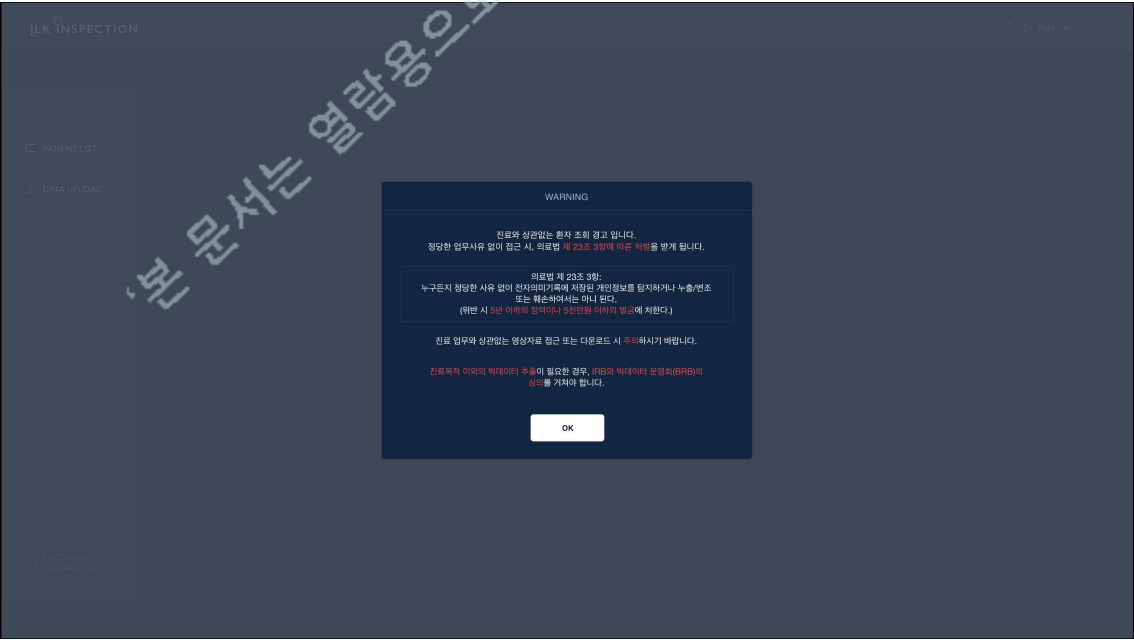 JLK INSPECTION
Dr. Park
PATIENT LIST
DATA UPLOAD
SOFTWARE
INFORMATION
본 문서는 열람용으로
WARNING
진료와 상관없는 환자 조회 경고 입니다.
정당한 업무사유 없이 접근 시, 의료법 제 23조 3항에 따른 처벌을 받게 됩니다.
의료법 제 23조 3항:
누구든지 정당한 사유 없이 전자의미기록에 저장된 개인정보를 탐지하거나 누출/변조
또는 훼손하여서는 아니 된다.
(위반 시 5년 이하의 징역이나 5천만원 이하의 벌금에 처한다.)
진료 업무와 상관없는 영상자료 접근 또는 다운로드 시 주의하시기 바랍니다.
진료목적 이외의 빅데이터 추출이 필요한 경우, IRB와 빅데이터 운영회(BRB)의
심의를 거쳐야 합니다.
OK